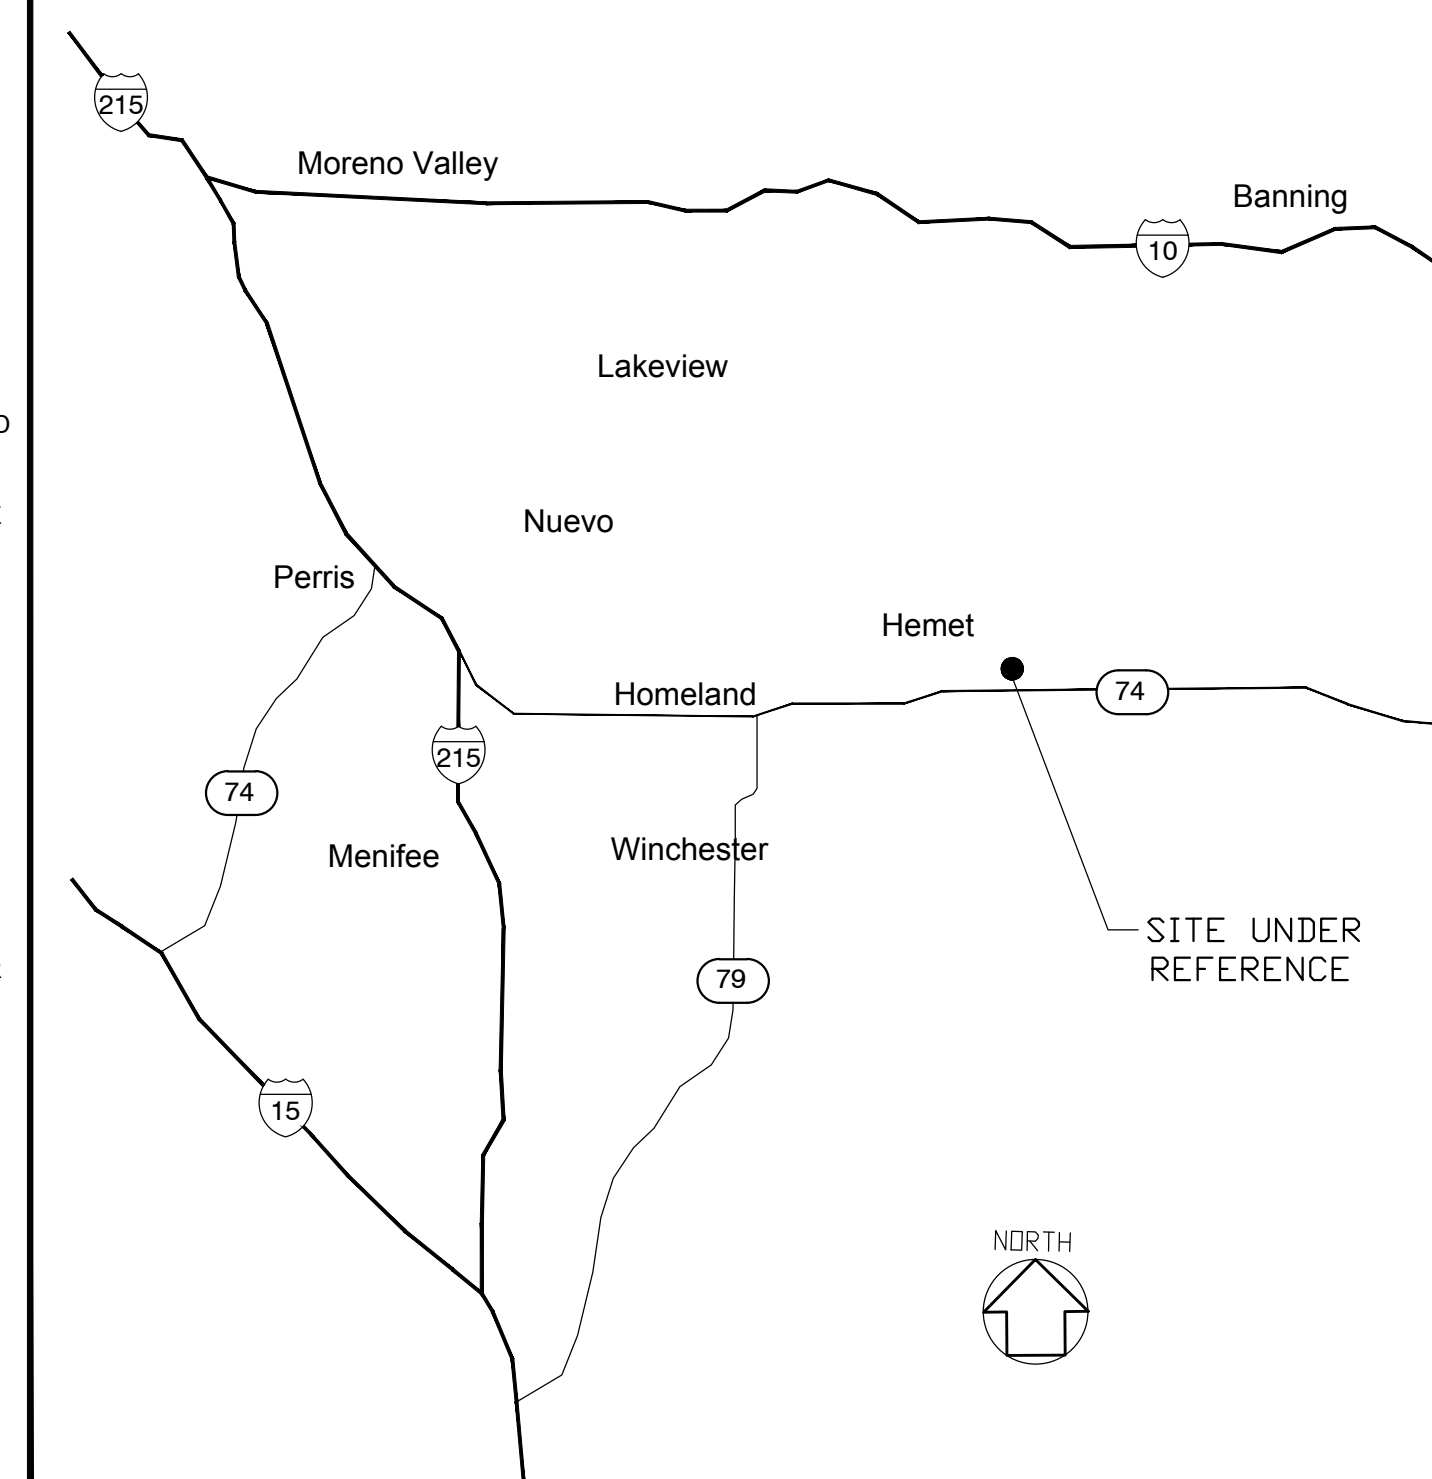 215
Moreno Valley
Banning
10
Lakeview
Nuevo
Perris
Hemet
Homeland
74
215
74
Menifee
Winchester
SITE UNDER
REFERENCE
79
15
NORTH